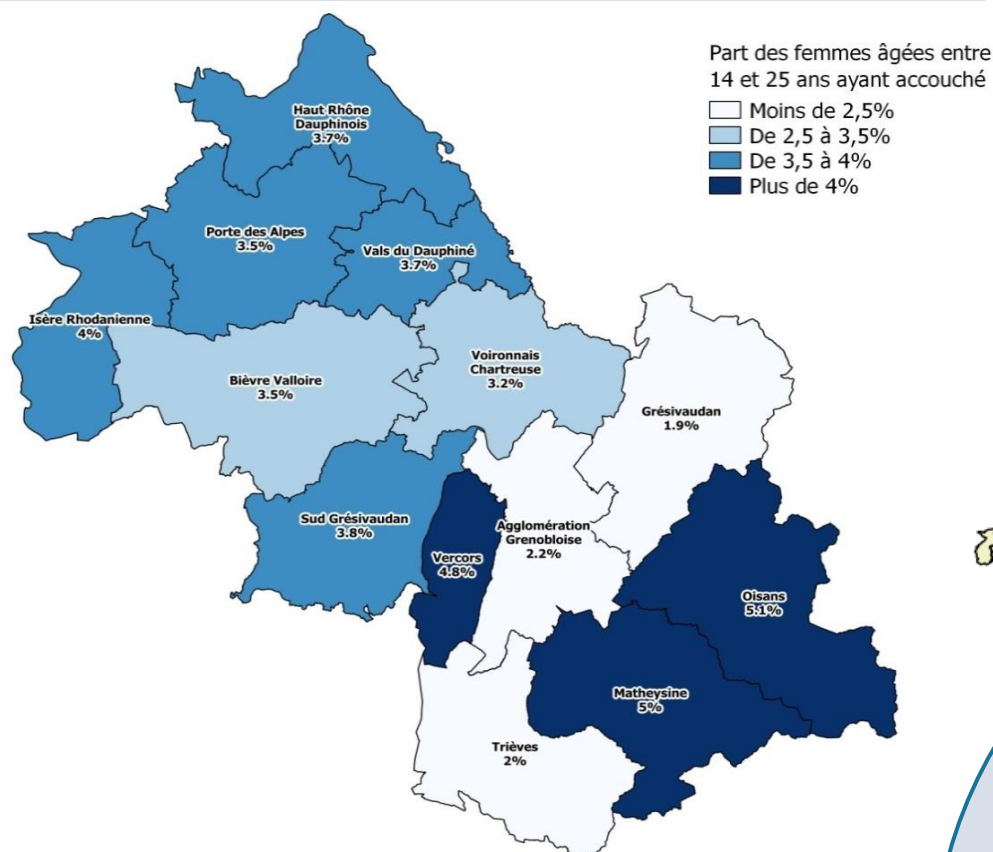 Part des femmes âgées entre
14 et 25 ans ayant accouché
Moins de 2,5%
De 2,5 à 3,5%
De 3,5 à 4%
Plus de 4%
Haut Rhône
Dauphinois
3.7%
Porte des Alpes
3.5%
Vals du Dauphiné
3.7%
Isère Rhodanienne
4%
Bièvre Valloire
3.5%
Voironnais
Chartreuse
3.2%
Grésivaudan
1.9%
Sud Grésivaudan
3.8%
Vercors
4.8%
Agglomération
Grenobloise
2.2%
Oisans
5.1%
Matheysine
5%
Trièves
2%